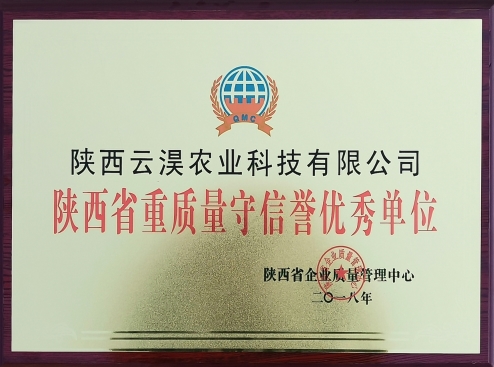 QMC
陕西云淏农业科技有限公司
陕西省重质量守信誉优秀单位
陕西省企业质量管理中心
二〇一八年